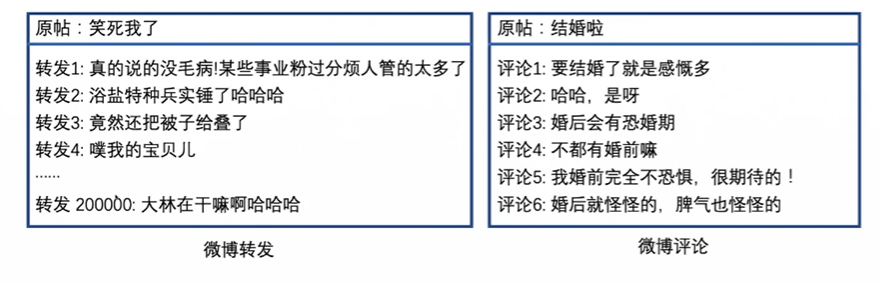 原帖：笑死我了
转发1: 真的说的没毛病!某些事业粉过分烦人管的太多了
转发2: 浴盐特种兵实锤了哈哈哈
转发3: 竟然还把被子给叠了
转发4: 噗我的宝贝儿
......
转发 200000: 大林在干嘛啊哈哈哈
微博转发
原帖：结婚啦
评论1: 要结婚了就是感慨多
评论2: 哈哈，是呀
评论3: 婚后会有恐婚期
评论4: 不都有婚前嘛
评论5: 我婚前完全不恐惧，很期待的！
评论6: 婚后就怪怪的，脾气也怪怪的
微博评论